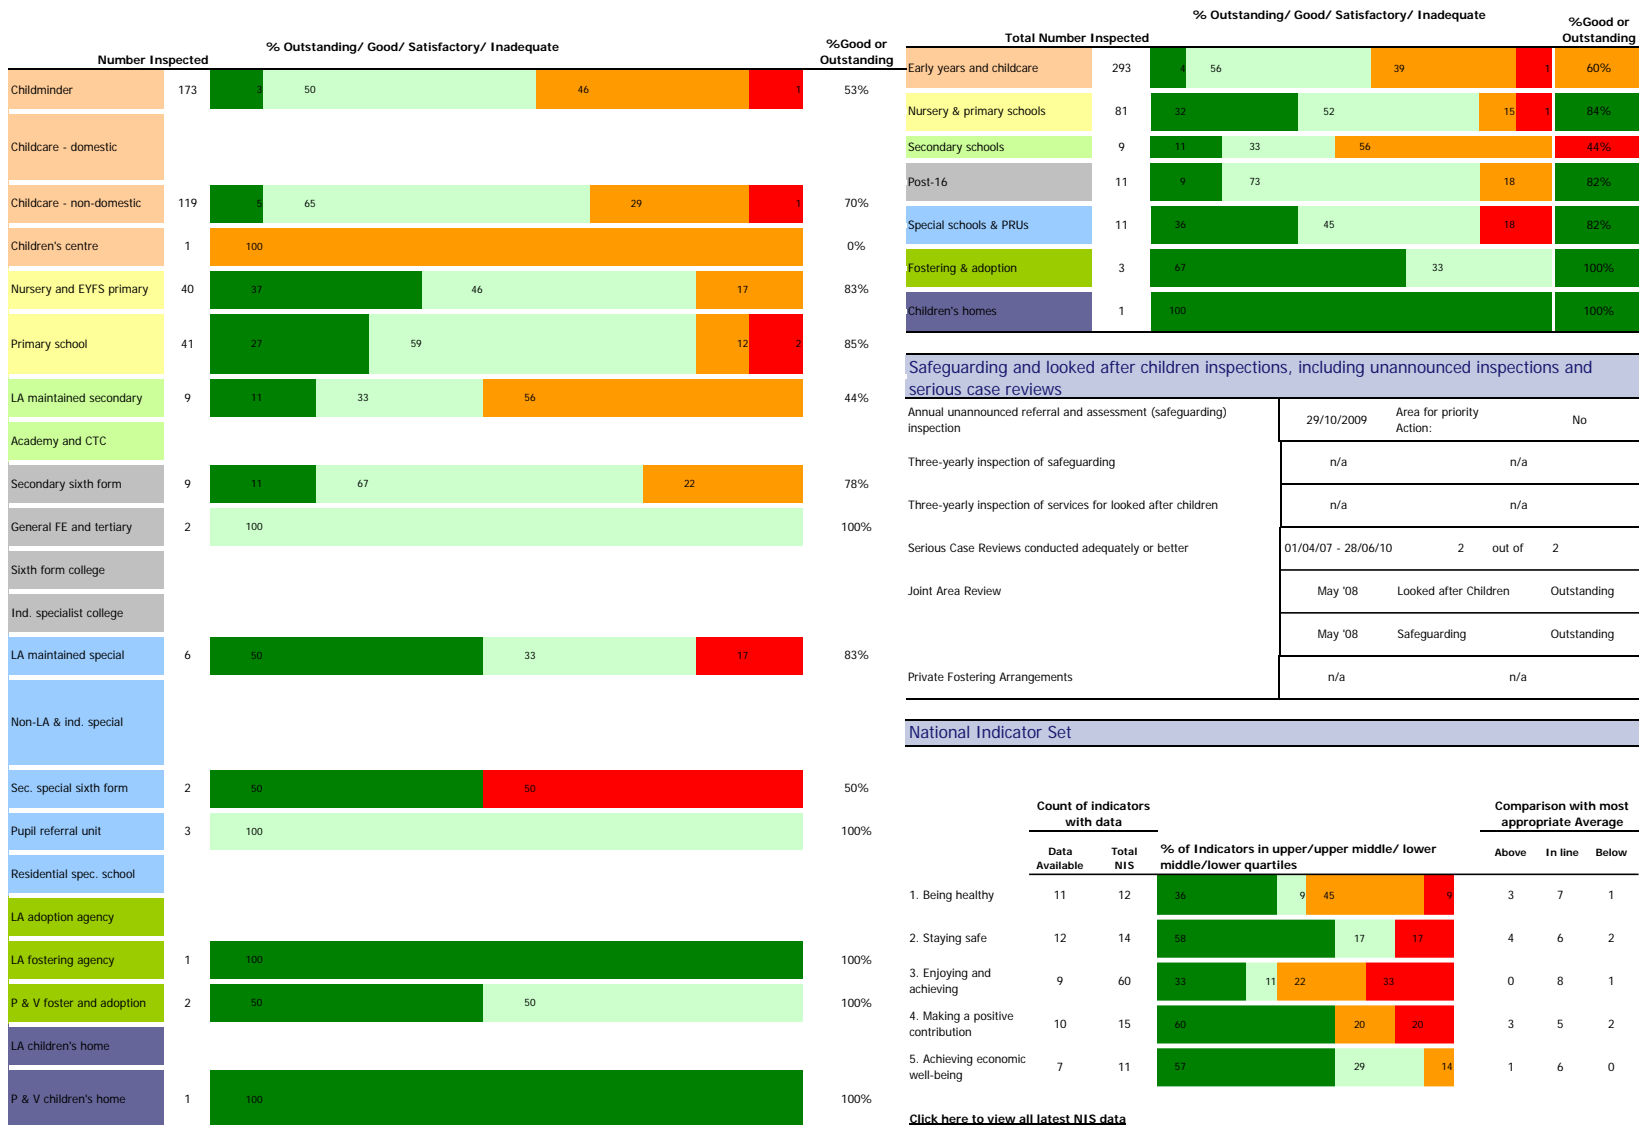 % Outstanding/ Good/ Satisfactory/ Inadequate
Number Inspected
%Good or
Outstanding
Childminder 173 3 50 46 1 53%
Childcare - domestic
Childcare - non-domestic 119 5 65 29 1 70%
Children's centre 1 100 0%
Nursery and EYFS primary 40 37 46 17 83%
Primary school 41 27 59 12 2 85%
LA maintained secondary 9 11 33 56 44%
Academy and CTC
Secondary sixth form 9 11 67 22 78%
General FE and tertiary 2 100 100%
Sixth form college
Ind. specialist college
LA maintained special 6 50 33 17 83%
Non-LA & ind. special
Sec. special sixth form 2 50 50 50%
Pupil referral unit 3 100 100%
Residential spec. school
LA adoption agency
LA fostering agency 1 100 100%
P & V foster and adoption 2 50 50 100%
LA children's home
P & V children's home 1 100 100%
% Outstanding/ Good/ Satisfactory/ Inadequate
Total Number Inspected
%Good or
Outstanding
Early years and childcare 293 4 56 39 1 60%
Nursery & primary schools 81 32 52 15 1 84%
Secondary schools 9 11 33 56 44%
Post-16 11 9 73 18 82%
Special schools & PRUs 11 36 45 18 82%
Fostering & adoption 3 67 33 100%
Children's homes 1 100 100%
Safeguarding and looked after children inspections, including unannounced inspections and
serious case reviews
Annual unannounced referral and assessment (safeguarding)
inspection
29/10/2009
Area for priority
Action:
No
Three-yearly inspection of safeguarding n/a n/a
Three-yearly inspection of services for looked after children n/a n/a
Serious Case Reviews conducted adequately or better 01/04/07 - 28/06/10 2 out of 2
Joint Area Review May '08 Looked after Children Outstanding
May '08 Safeguarding Outstanding
Private Fostering Arrangements n/a n/a
National Indicator Set
Count of indicators
with data
Comparison with most
appropriate Average
Data
Available
Total
NIS
% of Indicators in upper/upper middle/ lower
middle/lower quartiles
Above In line Below
1. Being healthy 11 12 36 9 45 9 3 7 1
2. Staying safe 12 14 58 17 17 4 6 2
3. Enjoying and
achieving
9 60 33 11 22 33 0 8 1
4. Making a positive
contribution
10 15 60 20 20 3 5 2
5. Achieving economic
well-being
7 11 57 29 14 1 6 0
Click here to view all latest NIS data